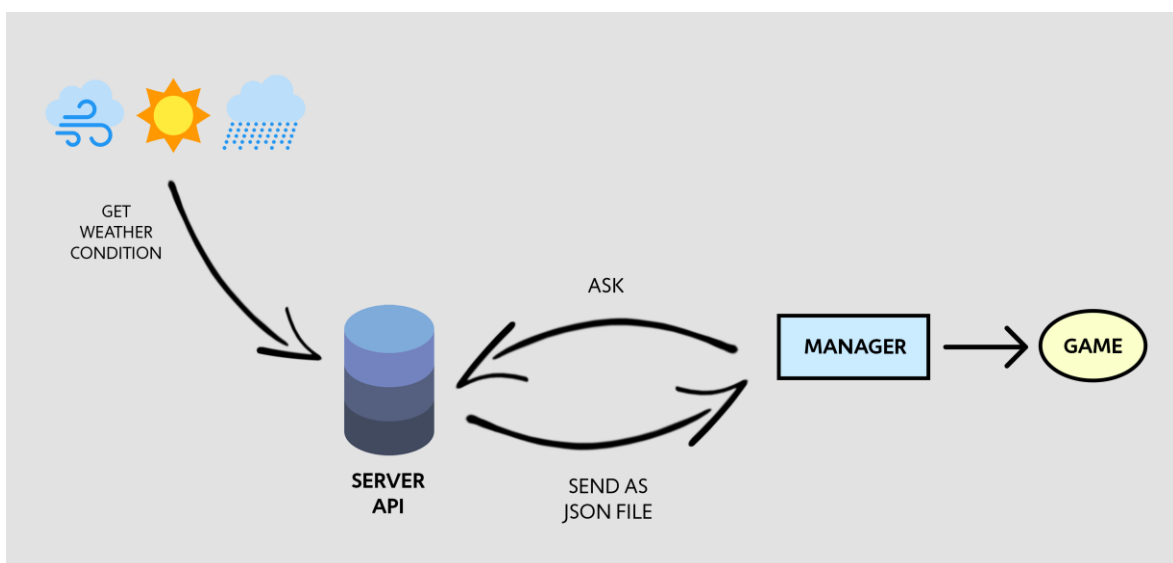 GET
WEATHER
CONDITION
ASK
MANAGER
GAME
SERVER
API
SEND AS
JSON FILE